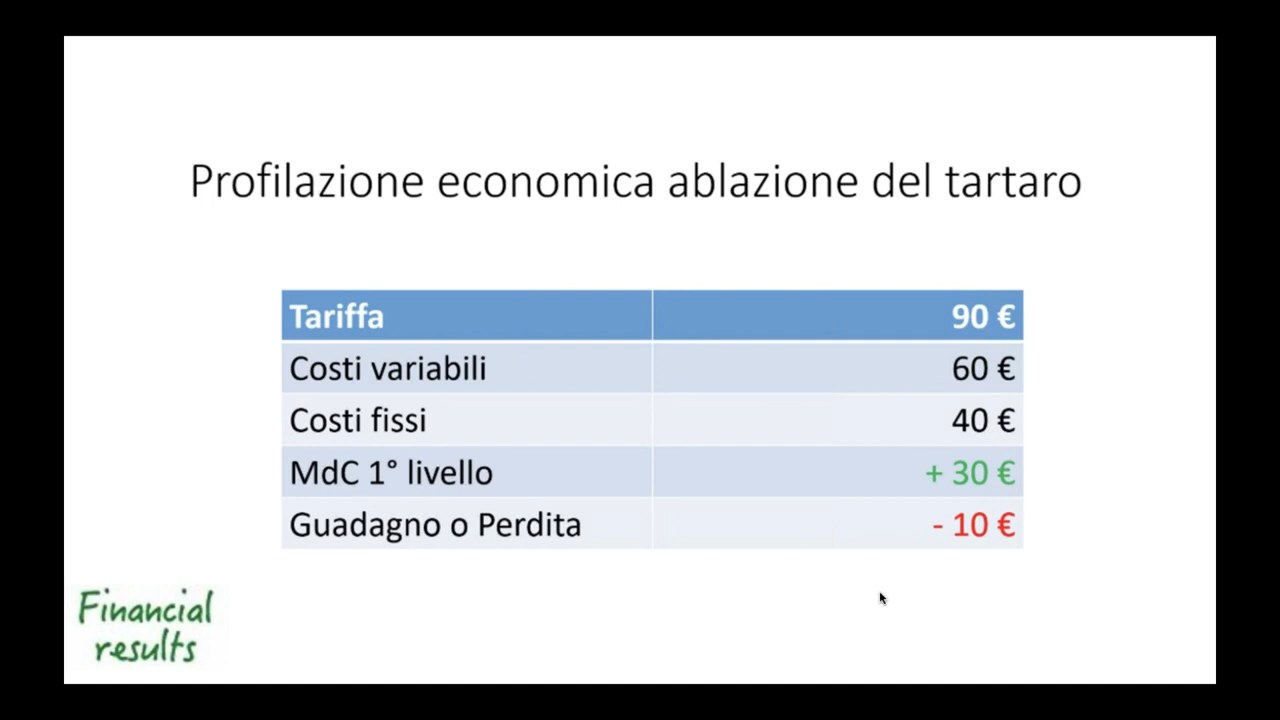 Profilazione economica ablazione del tartaro
Tariffa 90 €
Costi variabili 60 €
Costi fissi 40 €
MdC 1° livello + 30 €
Guadagno o Perdita - 10 €
Financial
results